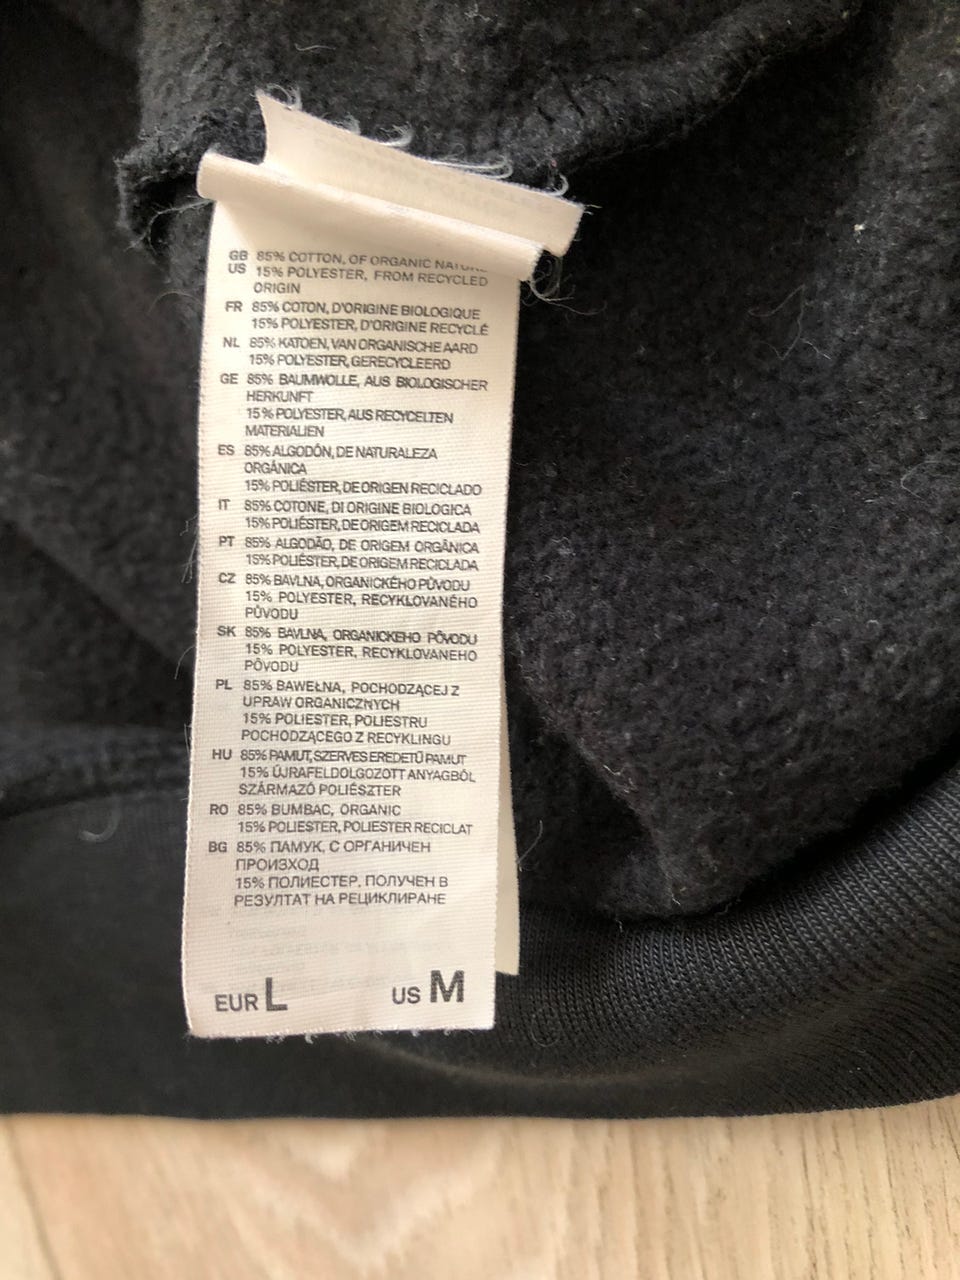 GB 85% COTTON, OF ORGANIC
US 15% POLYESTER, FROM RECYCLED
ORIGIN
FR 85% COTON, D'ORIGINE BIOLOGIQUE
15% POLYESTER, D'ORIGINE RECYCLÉ
NL 85% KATOEN, VAN ORGANISCHE AARD
15% POLYESTER, GERECYCLEERD
GE 85% BAUMWOLLE, AUS BIOLOGISCHER
HERKUNFT
15% POLYESTER, AUS RECYCELTEN
MATERIALIEN
ES 85% ALGODÓN, DE NATURALEZA
ORGÂNICA
15% POLIÉSTER, DE ORIGEN RECICLADO
IT 85% COTONE, DI ORIGINE BIOLOGICA
15% POLIÉSTER, DE ORIGEM RECICLADA
PT 85% ALGODÃO, DE ORIGEM ORGÂNICA
15% POLIÉSTER, DE ORIGEM RECICLADA
CZ 85% BAVLNA, ORGANICKÉHO PŮVODU
15% POLYESTER, RECYKLOVANÉHO
PŮVODU
SK 85% BAVLNA, ORGANICKEHO PÔVODU
15% POLYESTER, RECYKLOVANEHO
PÔVODU
PL 85% BAWEŁNA, POCHODZĄCEJ Z
UPRAW ORGANICZNYCH
15% POLIESTER, POLIESTRU
POCHODZĄCEGO Z RECYKLINGU
HU 85% PAMUT, SZERVES EREDETŰ PAMUT
15% ÚJRAFELDOLGOZOTT ANYAGBÓL
SZÁRMAZÓ POLIÉSZTER
RO 85% BUMBAC, ORGANIC
15% POLIESTER, POLIESTER RECICLAT
BG 85% ПАМУК, С ОРГАНИЧЕН
ПРОИЗХОД
15% ПОЛИЕСТЕР, ПОЛУЧЕН В
РЕЗУЛТАТ НА РЕЦИКЛИРАНЕ
EUR L US M